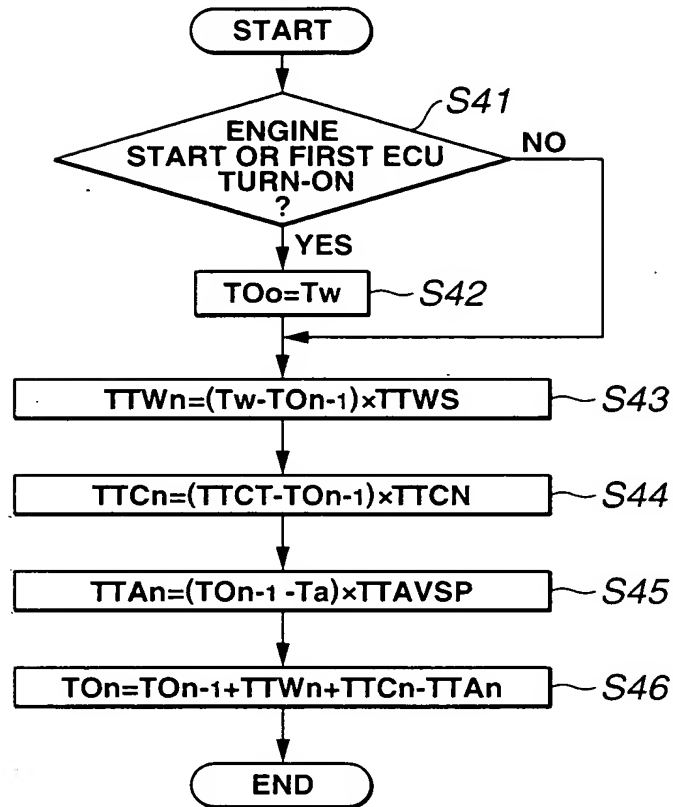 START
S41
ENGINE
START OR FIRST ECU
TURN-ON
?
NO
YES
TOo=Tw
S42
TTWn=(Tw-TOn-1)×TTWS
S43
TTCn=(TTCT-TOn-1)×TTCN
S44
TTAn=(TOn-1 -Ta)×TTAVSP
S45
TOn=TOn-1+TTWn+TTCn-TTAn
S46
END